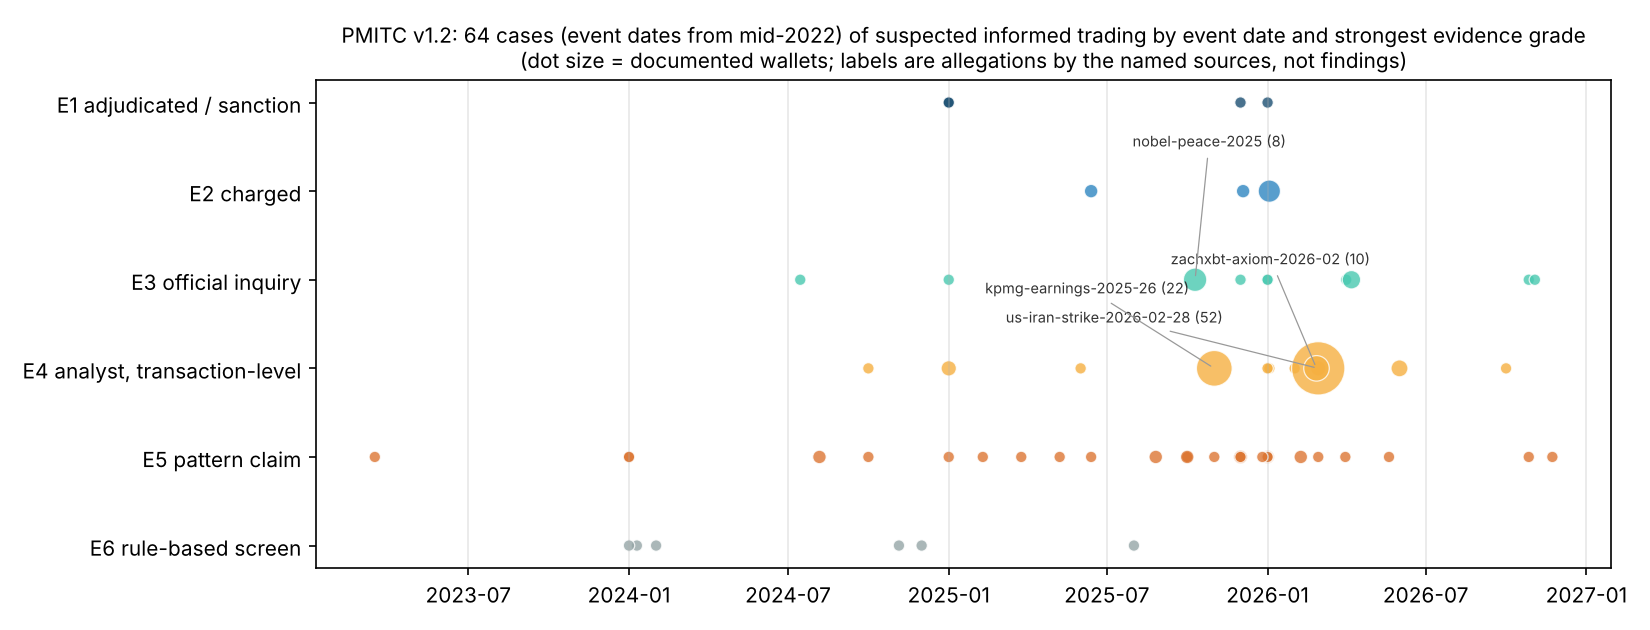 PMITC v1.2: 64 cases (event dates from mid-2022) of suspected informed trading by event date and strongest evidence grade
(dot size = documented wallets; labels are allegations by the named sources, not findings)
E1 adjudicated / sanction
nobel-peace-2025 (8)
E2 charged
zachxbt-axiom-2026-02 (10)
E3 official inquiry
kpmg-earnings-2025-26 (22)
us-iran-strike-2026-02-28 (52)
E4 analyst, transaction-level
E5 pattern claim
E6 rule-based screen
2023-07 2024-01 2024-07 2025-01 2025-07 2026-01 2026-07 2027-01